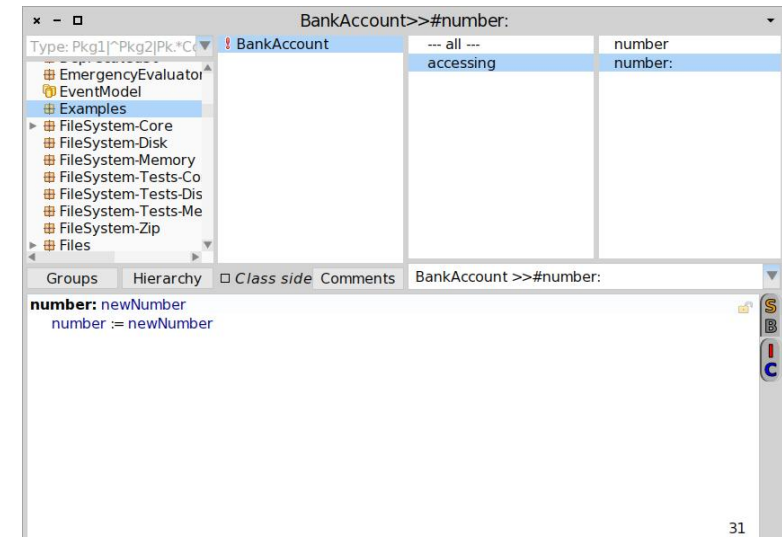 BankAccount>>#number:
Type: Pkg1|^Pkg2|Pk.*Co
EmergencyEvaluator
EventModel
Examples
FileSystem-Core
FileSystem-Disk
FileSystem-Memory
FileSystem-Tests-Co
FileSystem-Tests-Dis
FileSystem-Tests-Me
FileSystem-Zip
Files
BankAccount
--- all ---
accessing
number
number:
Groups Hierarchy Class side Comments BankAccount >>#number:
number: newNumber
number := newNumber
S
B
I
C
31